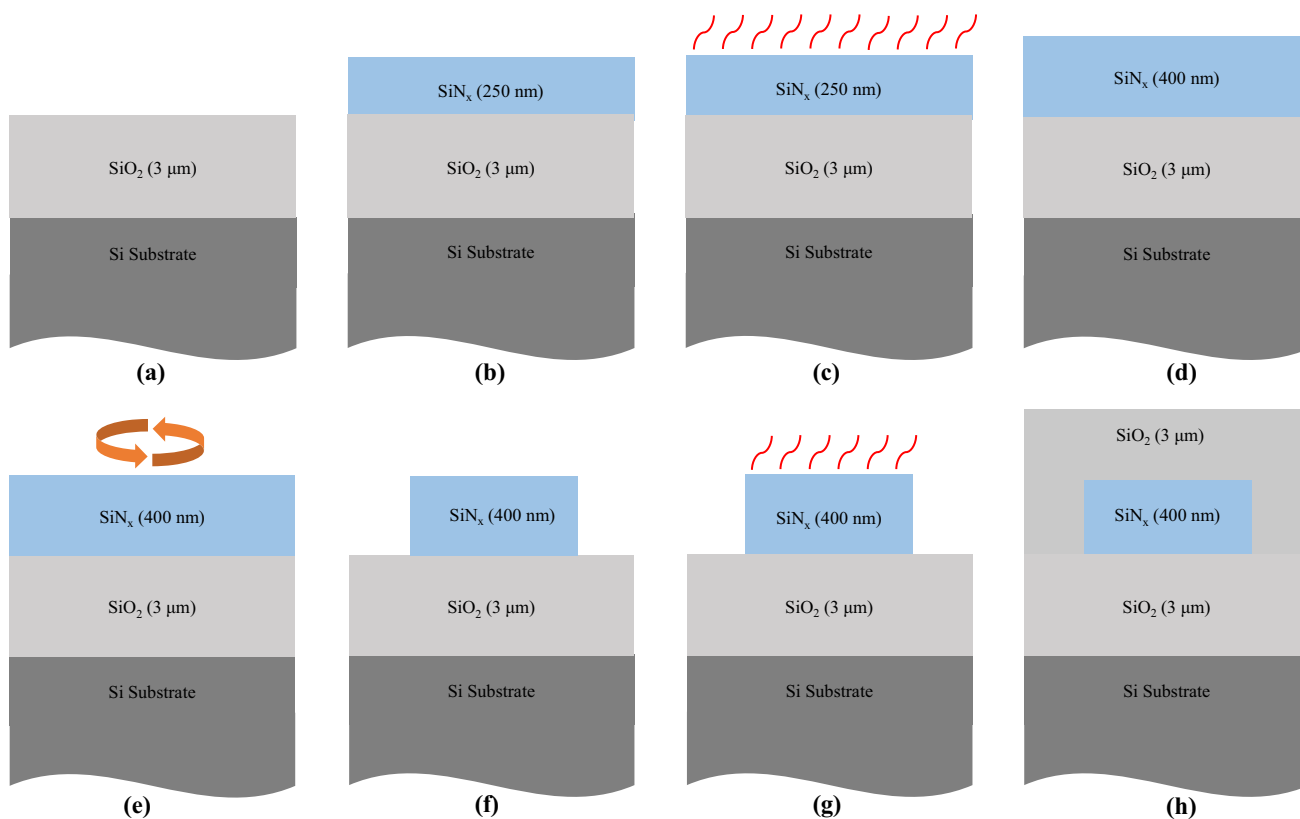 SiNₓ (250 nm)
SiO₂ (3 μm)
Si Substrate
(a)
SiO₂ (3 μm)
Si Substrate
(b)
SiNₓ (250 nm)
SiO₂ (3 μm)
Si Substrate
(c)
SiNₓ (400 nm)
SiO₂ (3 μm)
Si Substrate
(d)
SiNₓ (400 nm)
SiO₂ (3 μm)
Si Substrate
(e)
SiNₓ (400 nm)
SiO₂ (3 μm)
Si Substrate
(f)
SiNₓ (400 nm)
SiO₂ (3 μm)
Si Substrate
(g)
SiO₂ (3 μm)
SiNₓ (400 nm)
SiO₂ (3 μm)
Si Substrate
(h)